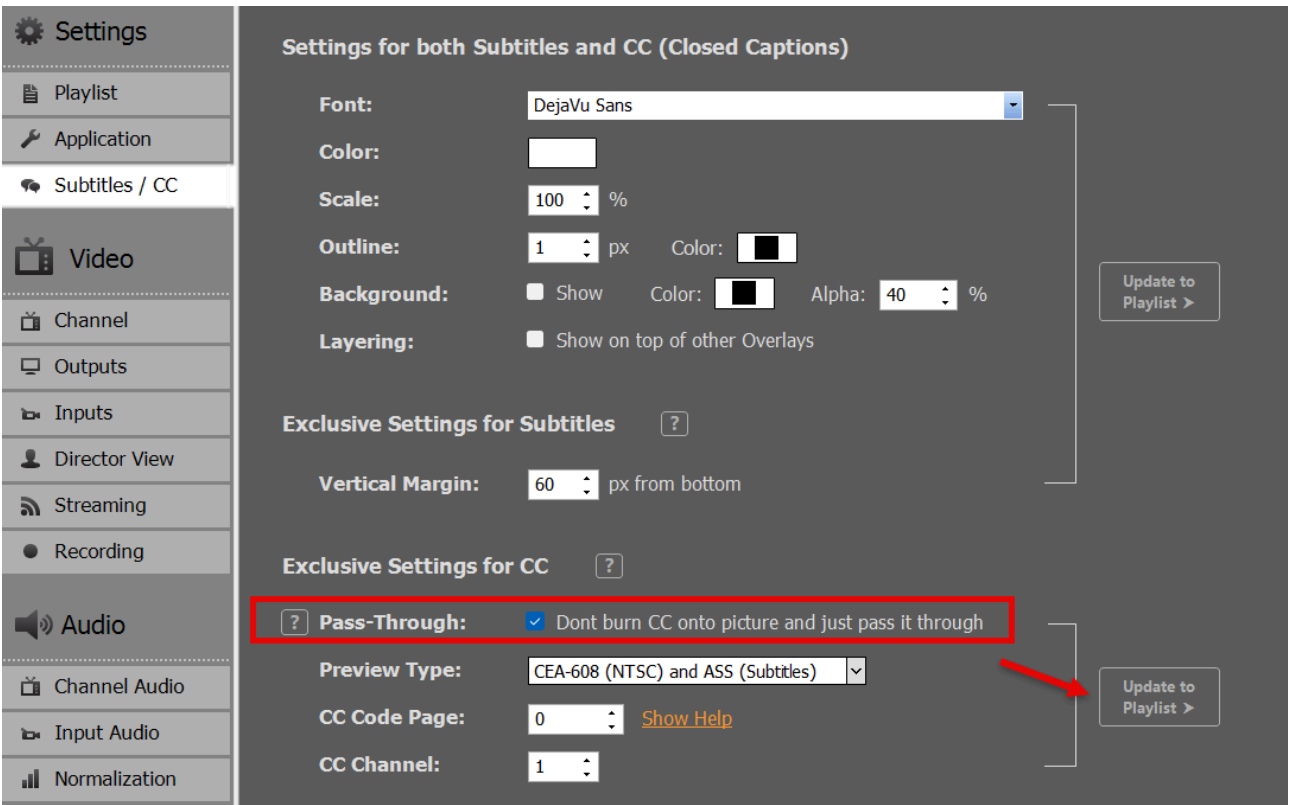 Settings
Playlist
Application
Subtitles / CC
Video
Channel
Outputs
Inputs
Director View
Streaming
Recording
Audio
Channel Audio
Input Audio
Normalization
Settings for both Subtitles and CC (Closed Captions)
Font: DejaVu Sans
Color:
Scale: 100 %
Outline: 1 px Color:
Background: Show Color: Alpha: 40 %
Layering: Show on top of other Overlays
Update to
Playlist ➤
Exclusive Settings for Subtitles ?
Vertical Margin: 60 px from bottom
Exclusive Settings for CC ?
? Pass-Through: Dont burn CC onto picture and just pass it through
Preview Type: CEA-608 (NTSC) and ASS (Subtitles)
CC Code Page: 0 Show Help
CC Channel: 1
Update to
Playlist ➤